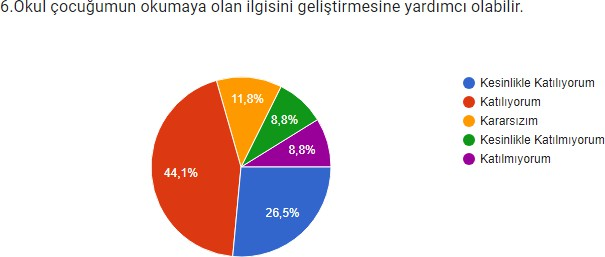 6.Okul çocuğumun okumaya olan ilgisini geliştirmesine yardımcı olabilir.
11,8%
8,8%
8,8%
44,1%
26,5%
Kesinlikle Katılıyorum
Katılıyorum
Kararsızım
Kesinlikle Katılmıyorum
Katılmıyorum